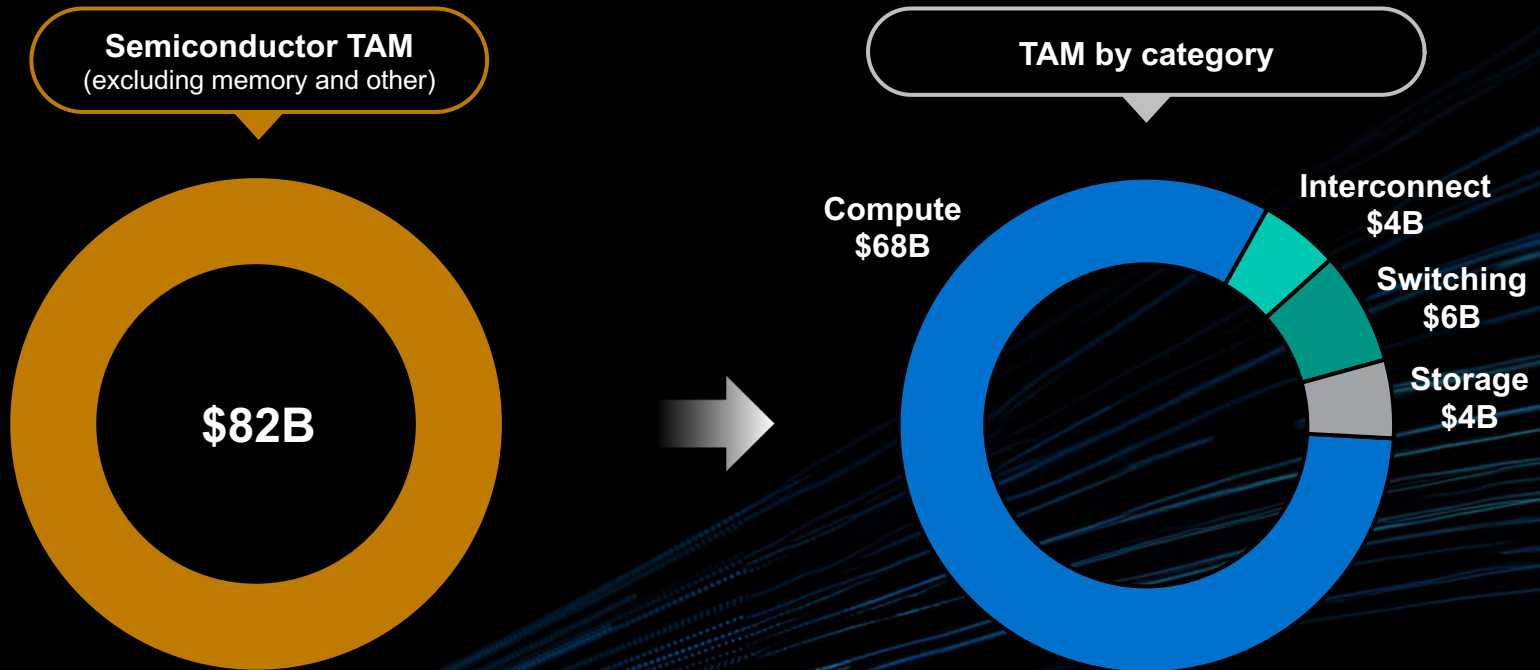 Semiconductor TAM
(excluding memory and other)
$82B
TAM by category
Compute
$68B
Interconnect
$4B
Switching
$6B
Storage
$4B